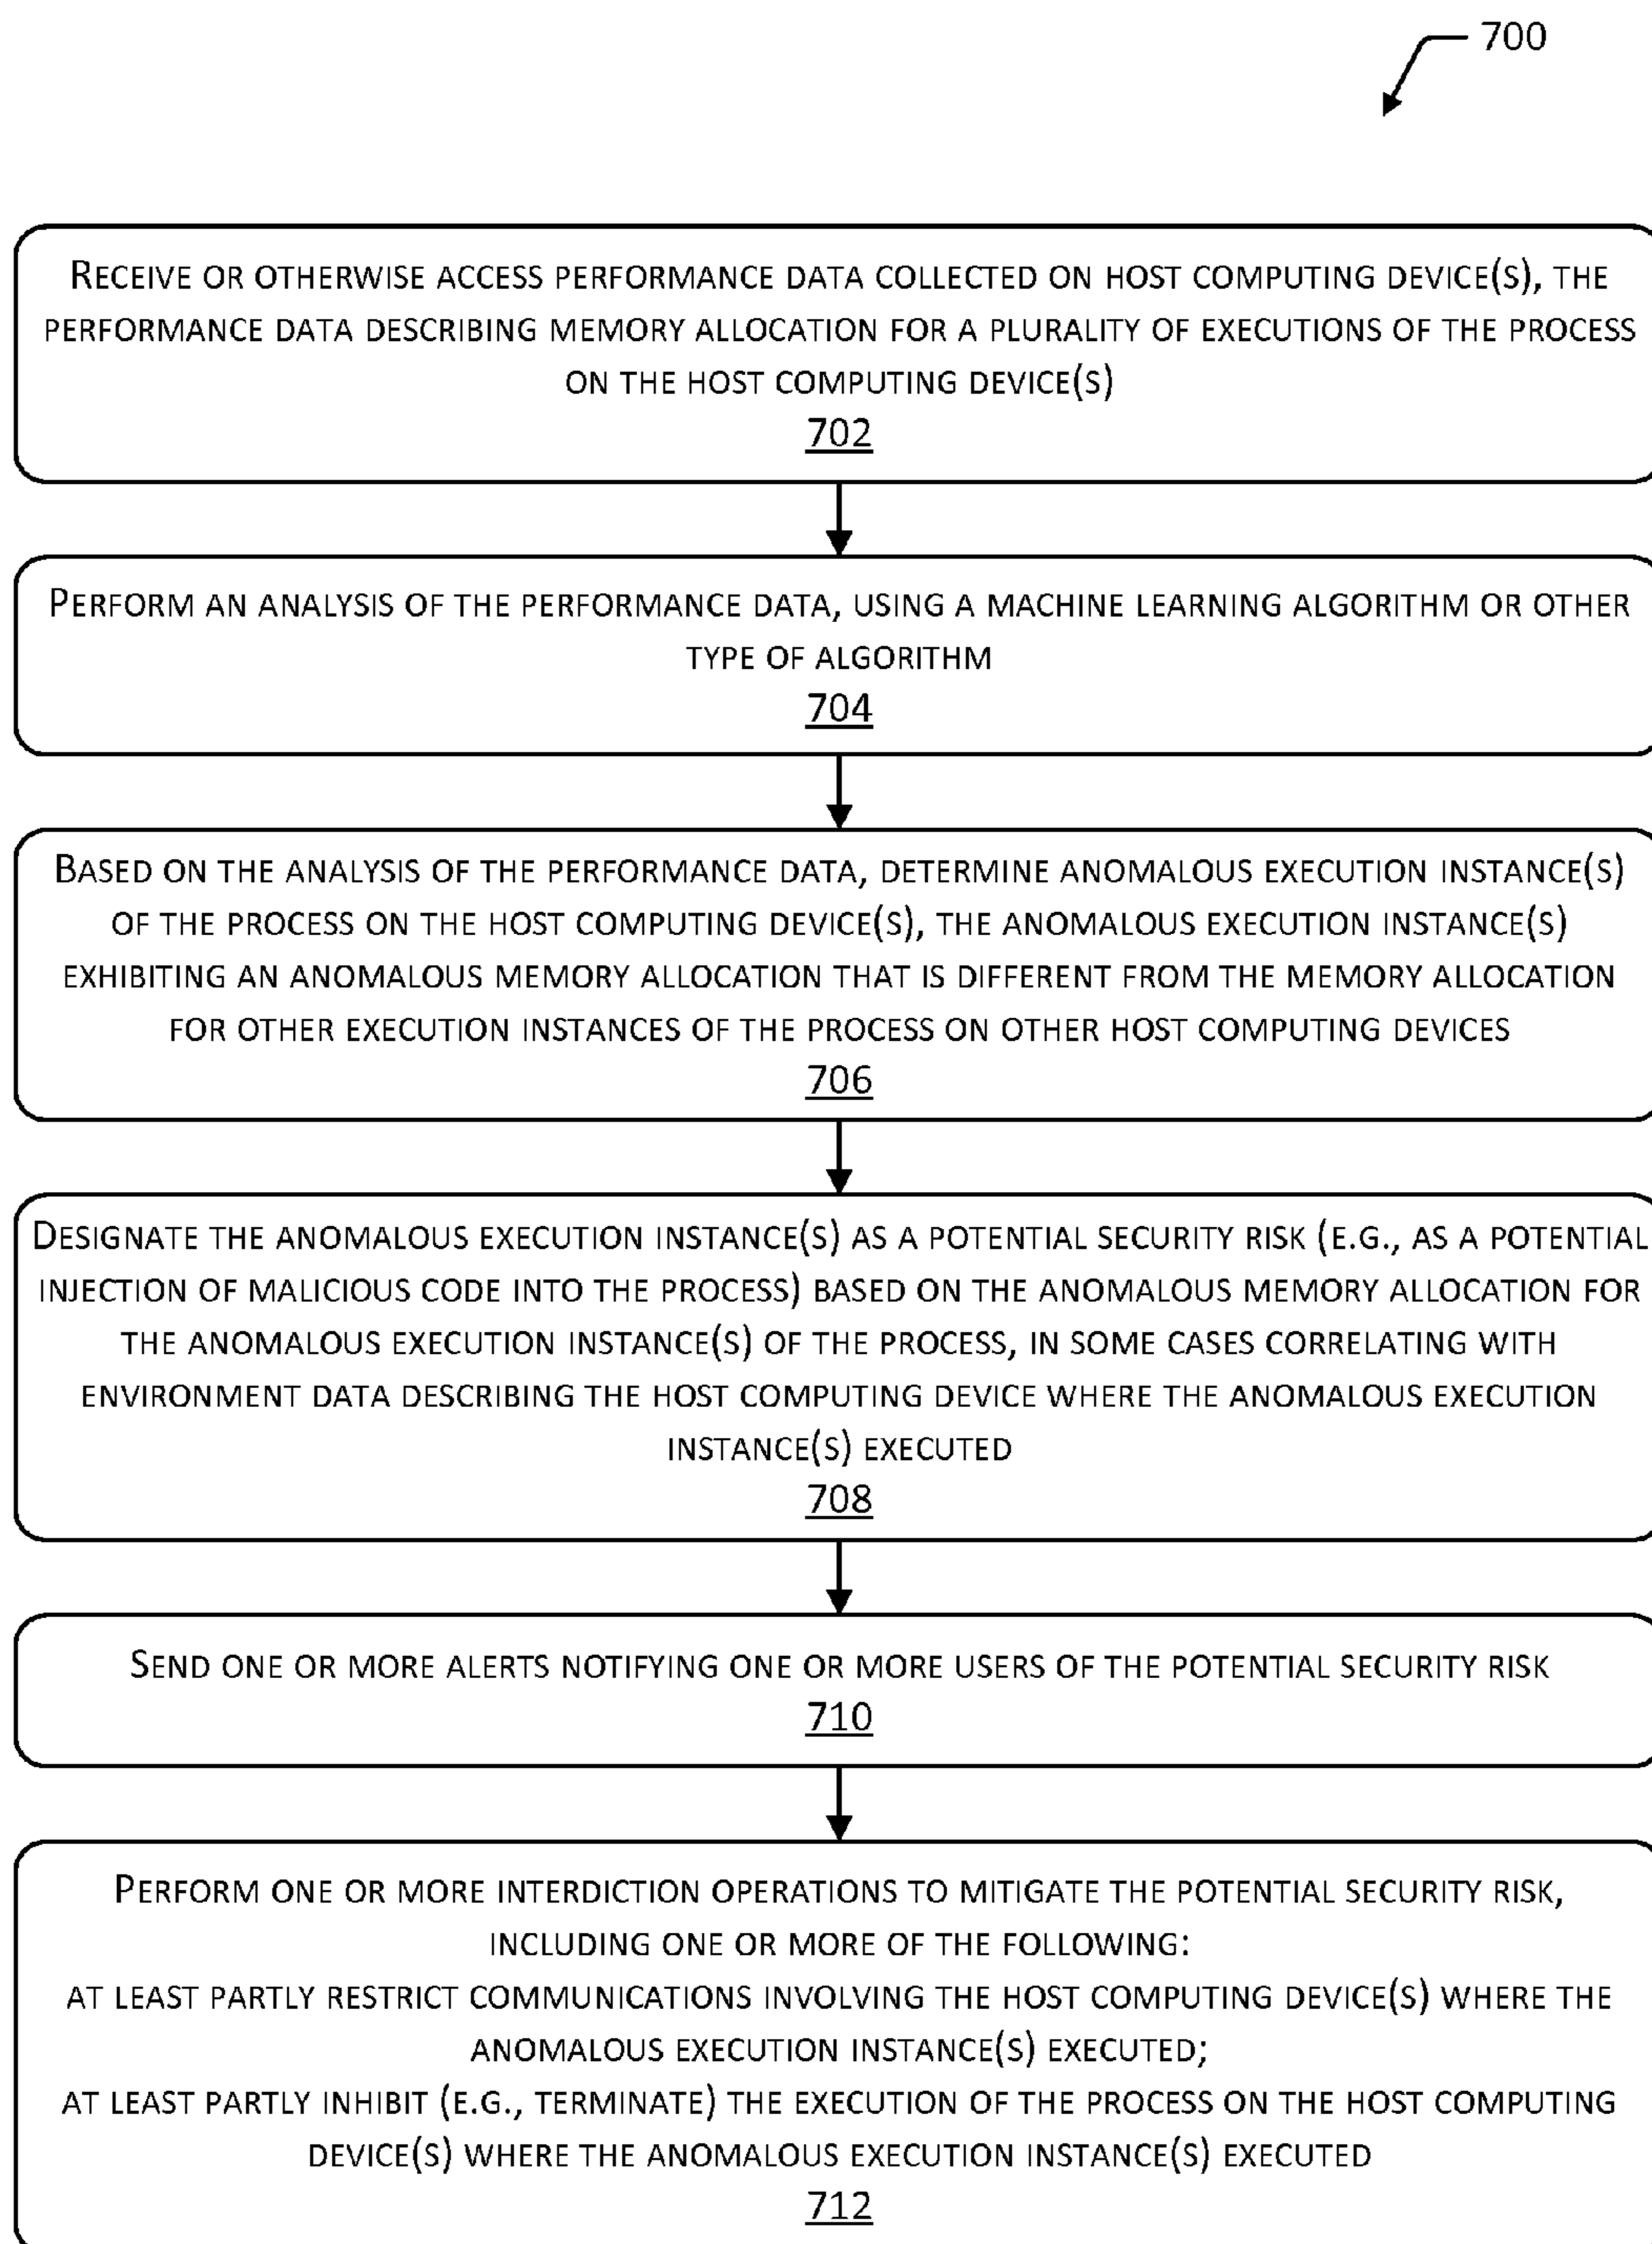 700
RECEIVE OR OTHERWISE ACCESS PERFORMANCE DATA COLLECTED ON HOST COMPUTING DEVICE(S), THE
PERFORMANCE DATA DESCRIBING MEMORY ALLOCATION FOR A PLURALITY OF EXECUTIONS OF THE PROCESS
ON THE HOST COMPUTING DEVICE(S)
702
PERFORM AN ANALYSIS OF THE PERFORMANCE DATA, USING A MACHINE LEARNING ALGORITHM OR OTHER
TYPE OF ALGORITHM
704
BASED ON THE ANALYSIS OF THE PERFORMANCE DATA, DETERMINE ANOMALOUS EXECUTION INSTANCE(S)
OF THE PROCESS ON THE HOST COMPUTING DEVICE(S), THE ANOMALOUS EXECUTION INSTANCE(S)
EXHIBITING AN ANOMALOUS MEMORY ALLOCATION THAT IS DIFFERENT FROM THE MEMORY ALLOCATION
FOR OTHER EXECUTION INSTANCES OF THE PROCESS ON OTHER HOST COMPUTING DEVICES
706
DESIGNATE THE ANOMALOUS EXECUTION INSTANCE(S) AS A POTENTIAL SECURITY RISK (E.G., AS A POTENTIAL
INJECTION OF MALICIOUS CODE INTO THE PROCESS) BASED ON THE ANOMALOUS MEMORY ALLOCATION FOR
THE ANOMALOUS EXECUTION INSTANCE(S) OF THE PROCESS, IN SOME CASES CORRELATING WITH
ENVIRONMENT DATA DESCRIBING THE HOST COMPUTING DEVICE WHERE THE ANOMALOUS EXECUTION
INSTANCE(S) EXECUTED
708
SEND ONE OR MORE ALERTS NOTIFYING ONE OR MORE USERS OF THE POTENTIAL SECURITY RISK
710
PERFORM ONE OR MORE INTERDICTION OPERATIONS TO MITIGATE THE POTENTIAL SECURITY RISK,
INCLUDING ONE OR MORE OF THE FOLLOWING:
AT LEAST PARTLY RESTRICT COMMUNICATIONS INVOLVING THE HOST COMPUTING DEVICE(S) WHERE THE
ANOMALOUS EXECUTION INSTANCE(S) EXECUTED;
AT LEAST PARTLY INHIBIT (E.G., TERMINATE) THE EXECUTION OF THE PROCESS ON THE HOST COMPUTING
DEVICE(S) WHERE THE ANOMALOUS EXECUTION INSTANCE(S) EXECUTED
712